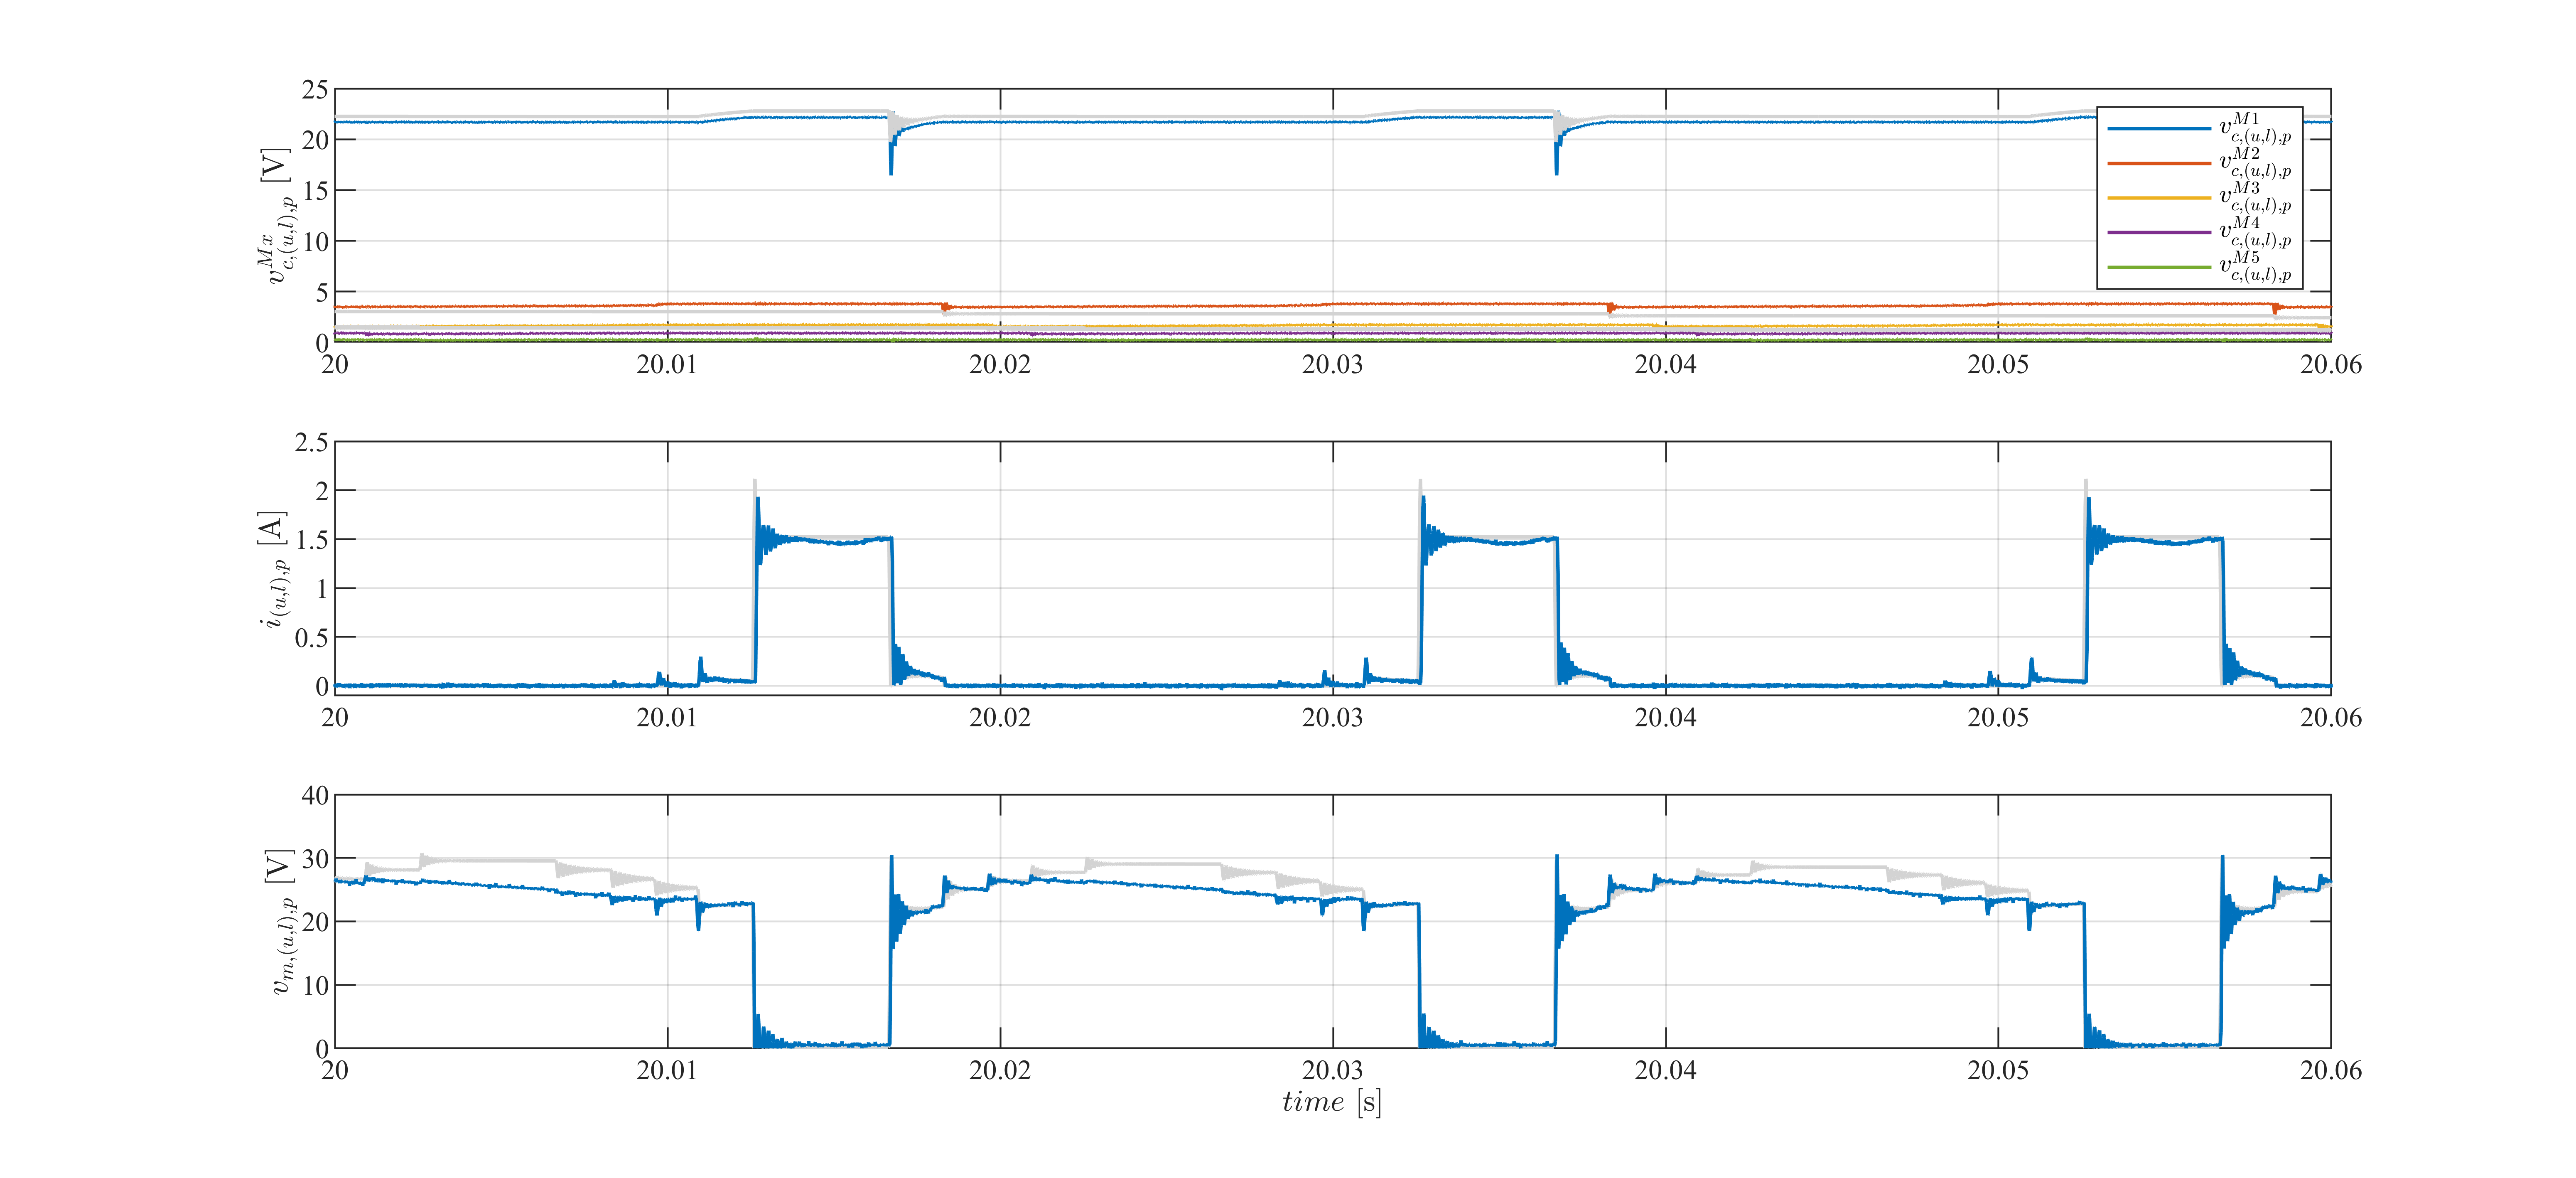 25
20
15
10
5
0
v^{Mx}_{c,(u,l),p} [V]
v^{M1}_{c,(u,l),p}
v^{M2}_{c,(u,l),p}
v^{M3}_{c,(u,l),p}
v^{M4}_{c,(u,l),p}
v^{M5}_{c,(u,l),p}
20 20.01 20.02 20.03 20.04 20.05 20.06
2.5
2
1.5
1
0.5
0
i_{(u,l),p} [A]
20 20.01 20.02 20.03 20.04 20.05 20.06
40
30
20
10
0
v_{m,(u,l),p} [V]
20 20.01 20.02 20.03 20.04 20.05 20.06
time [s]